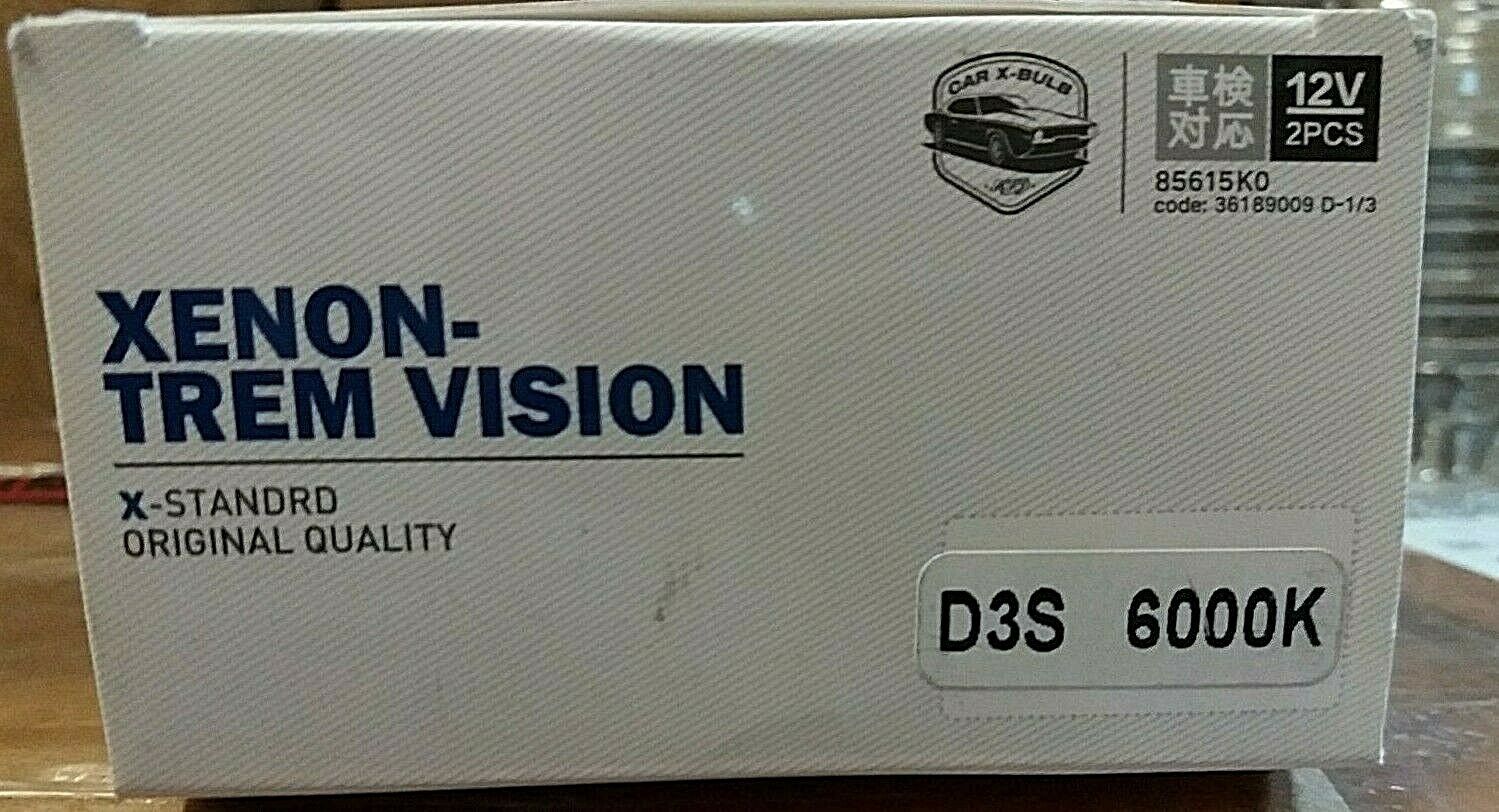 CAR X-BULB
車検
対応
12V
2PCS
85615K0
code: 36189009 D-1/3
XENON-
TREM VISION
X-STANDRD
ORIGINAL QUALITY
D3S 6000K